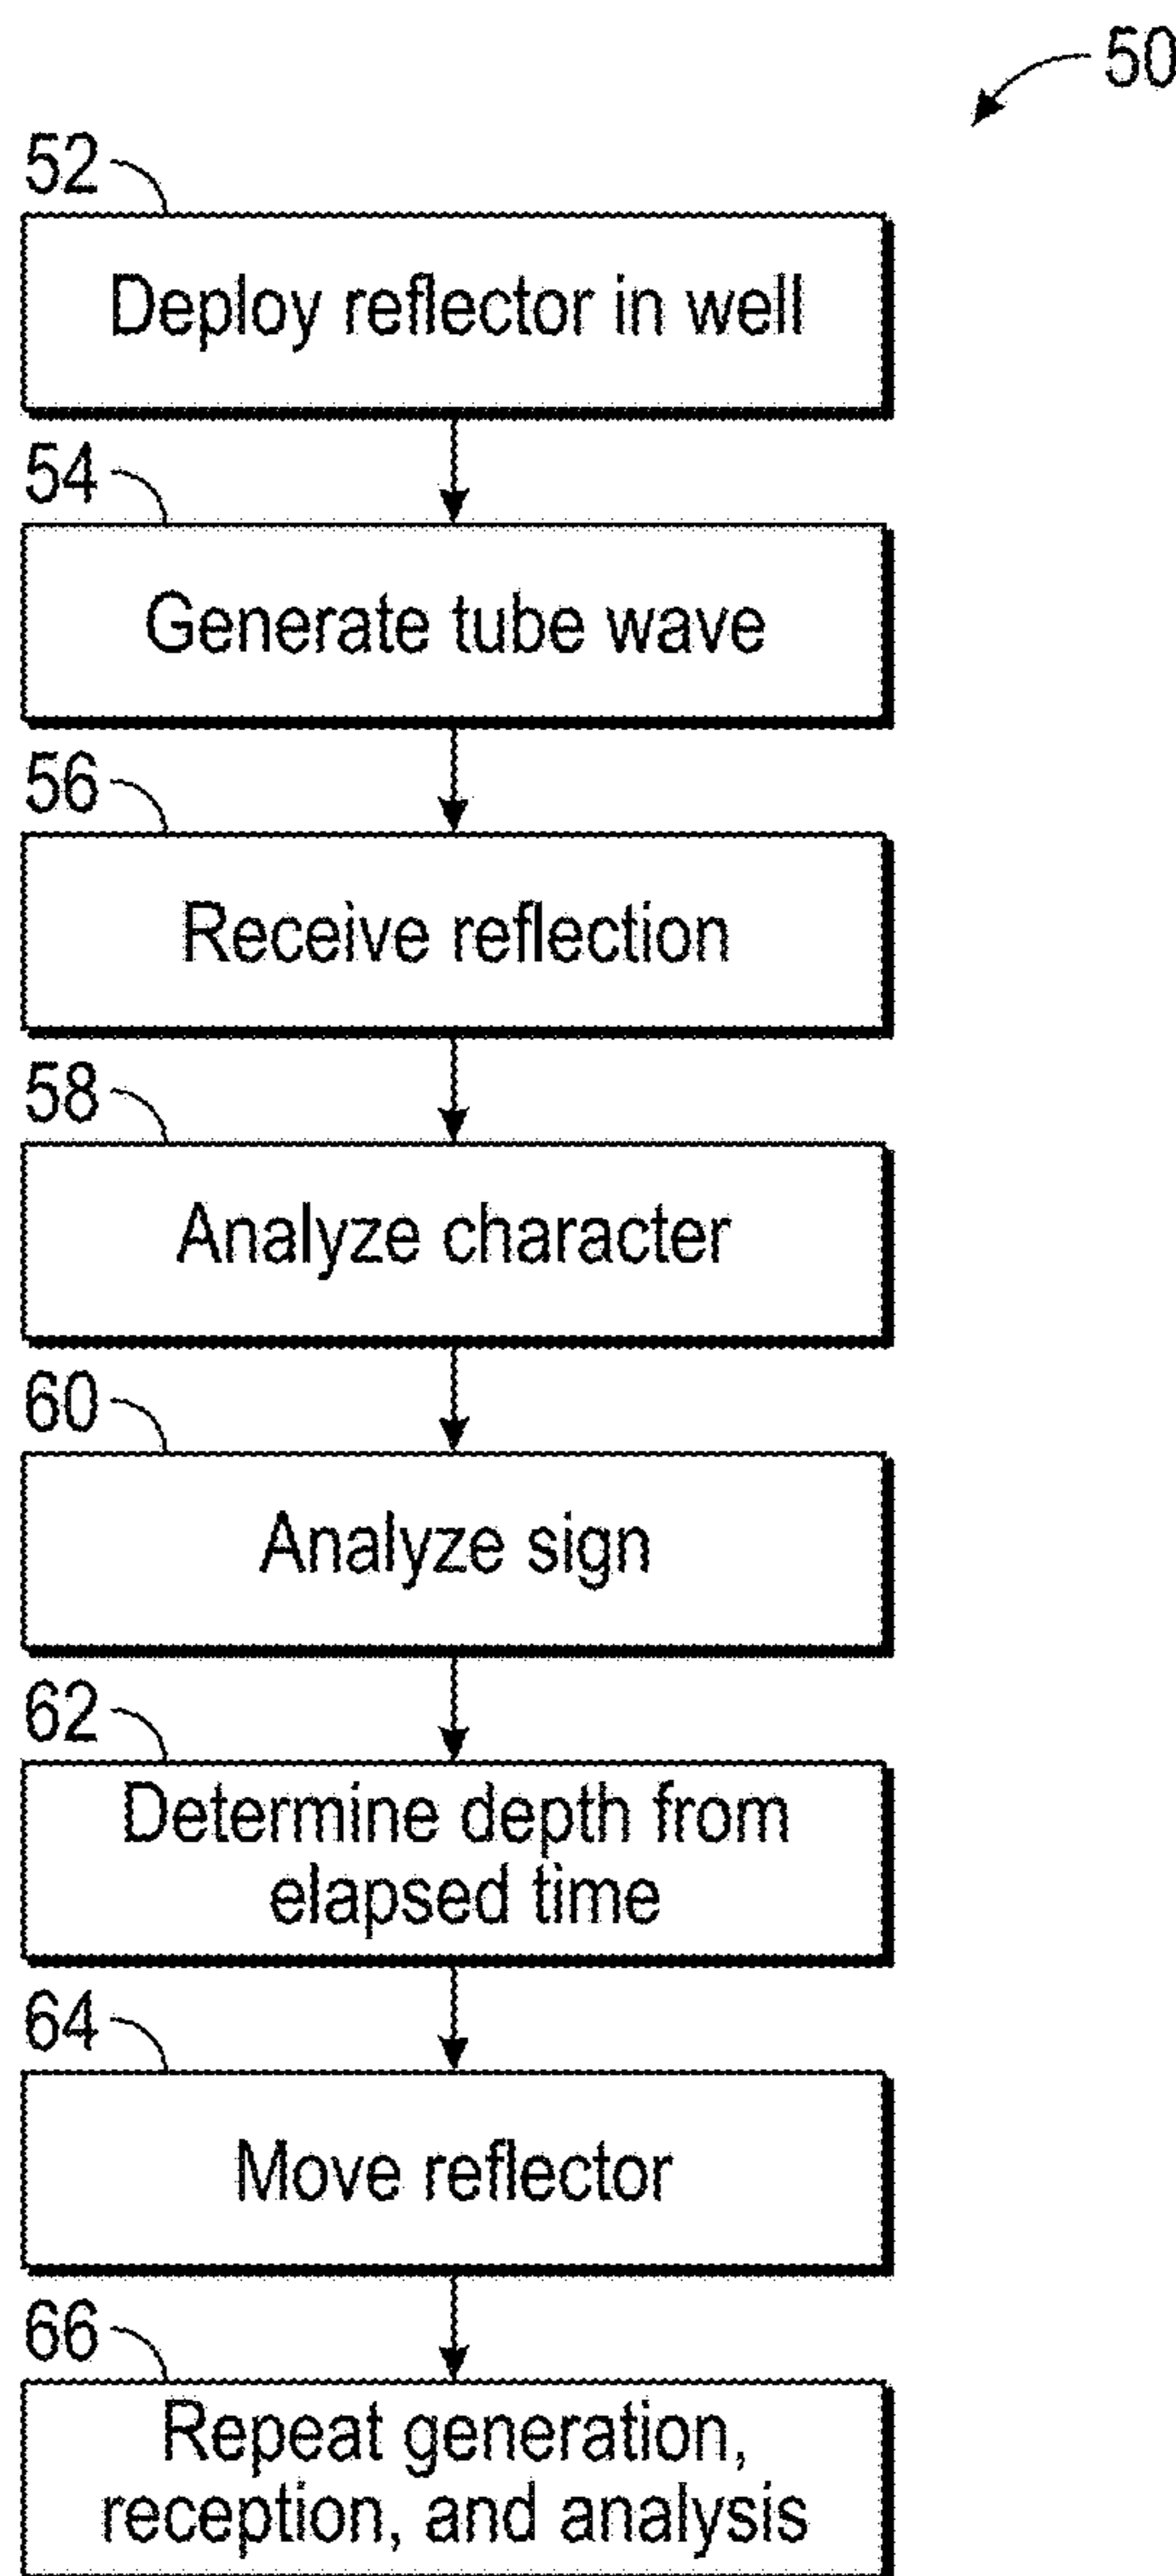 50
52
Deploy reflector in well
54
Generate tube wave
56
Receive reflection
58
Analyze character
60
Analyze sign
62
Determine depth from
elapsed time
64
Move reflector
66
Repeat generation,
reception, and analysis